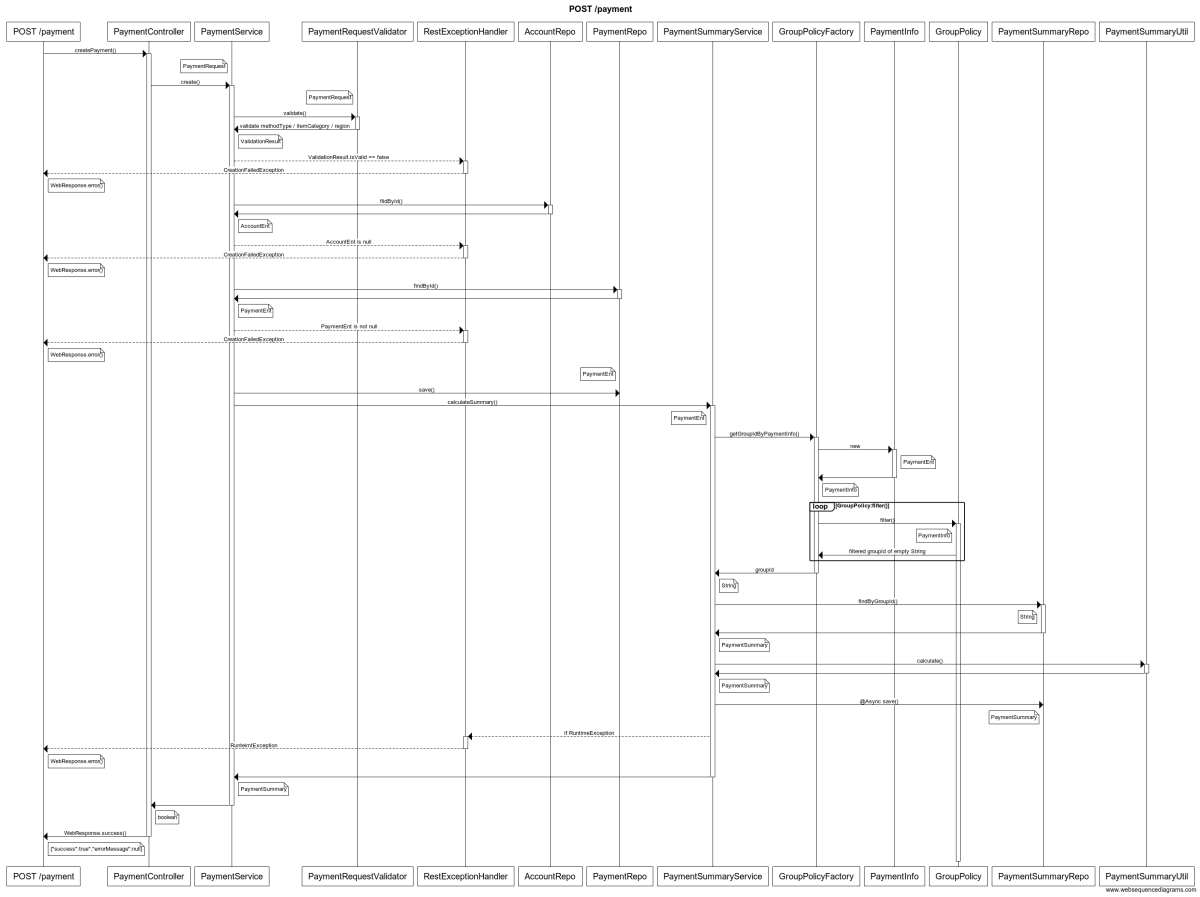 POST /payment
POST /payment PaymentController PaymentService PaymentRequestValidator RestExceptionHandler AccountRepo PaymentRepo PaymentSummaryService GroupPolicyFactory PaymentInfo GroupPolicy PaymentSummaryRepo PaymentSummaryUtil
createPayment()
PaymentRequest
create()
PaymentRequest
validate()
validate methodType / ItemCategory / region
ValidationResult
ValidationResult.isValid == false
CreationFailedException
WebResponse.error()
fildById()
AccountEnt
AccountEnt is null
CreationFailedException
WebResponse.error()
findById()
PaymentEnt
PaymentEnt is not null
CreationFailedException
WebResponse.error()
PaymentEnt
save()
calculateSummary()
PaymentEnt
getGroupIdByPaymentInfo()
new
PaymentEnt
PaymentInfo
loop [GroupPolicy:filter()]
filter()
PaymentInfo
filtered groupId of empty String
groupId
String
findByGroupId()
String
PaymentSummary
calculate()
PaymentSummary
@Async save()
PaymentSummary
if RuntimeException
RunteimtException
WebResponse.error()
PaymentSummary
boolean
WebResponse.success()
{"success":true","errorMessage":null}
POST /payment PaymentController PaymentService PaymentRequestValidator RestExceptionHandler AccountRepo PaymentRepo PaymentSummaryService GroupPolicyFactory PaymentInfo GroupPolicy PaymentSummaryRepo PaymentSummaryUtil
www.websequencediagrams.com